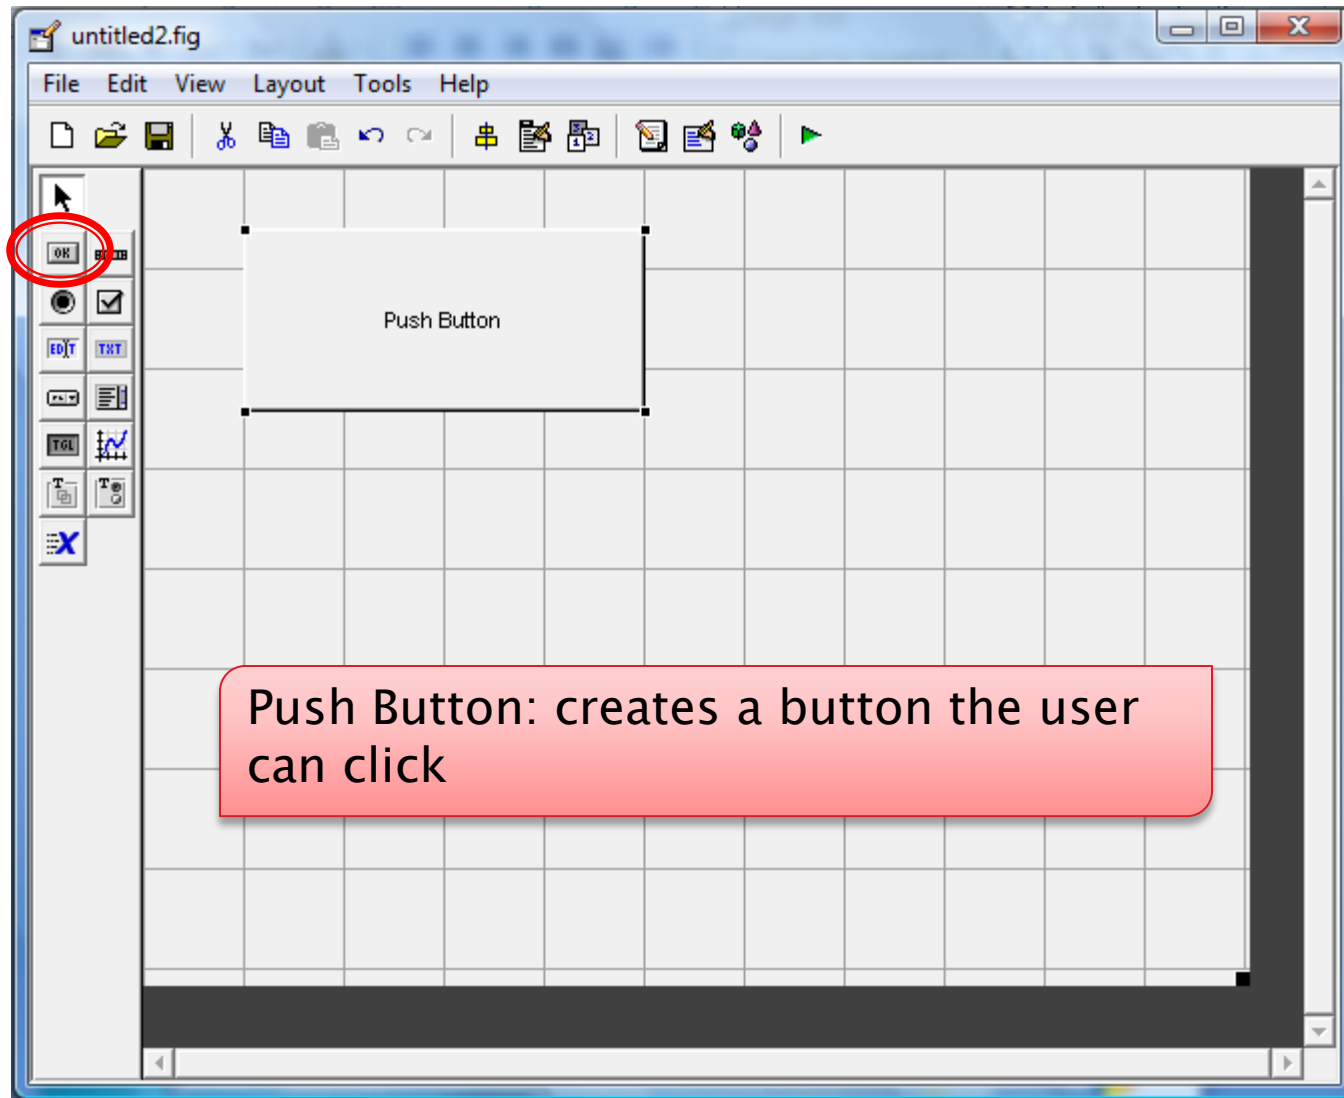 untitled2.fig
File Edit View Layout Tools Help
OK
Push Button
EDIT TXT
TGL
Push Button: creates a button the user
can click